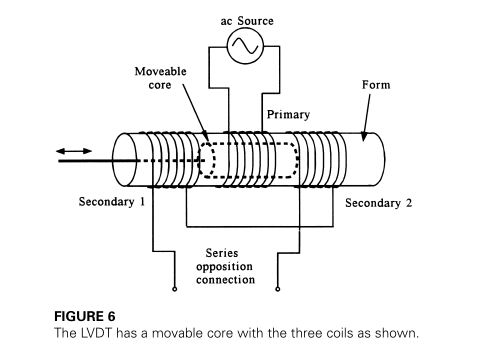 ac Source
Moveable
core
Form
Primary
Secondary 1
Secondary 2
Series
opposition
connection
FIGURE 6
The LVDT has a movable core with the three coils as shown.